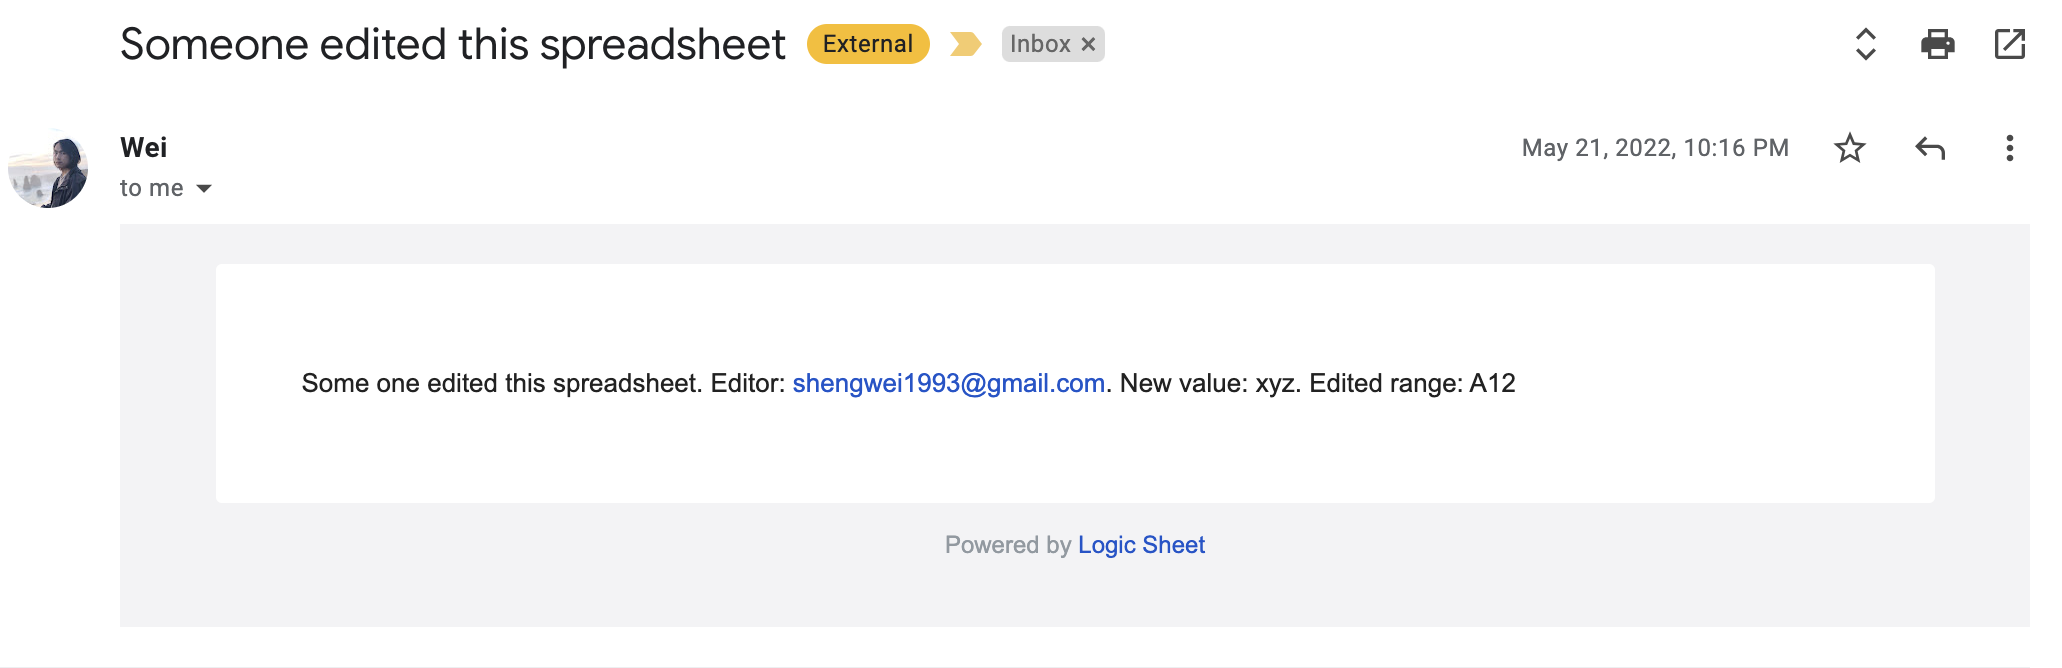 Someone edited this spreadsheet External Inbox ×
Wei May 21, 2022, 10:16 PM
to me
Some one edited this spreadsheet. Editor: shengwei1993@gmail.com. New value: xyz. Edited range: A12
Powered by Logic Sheet